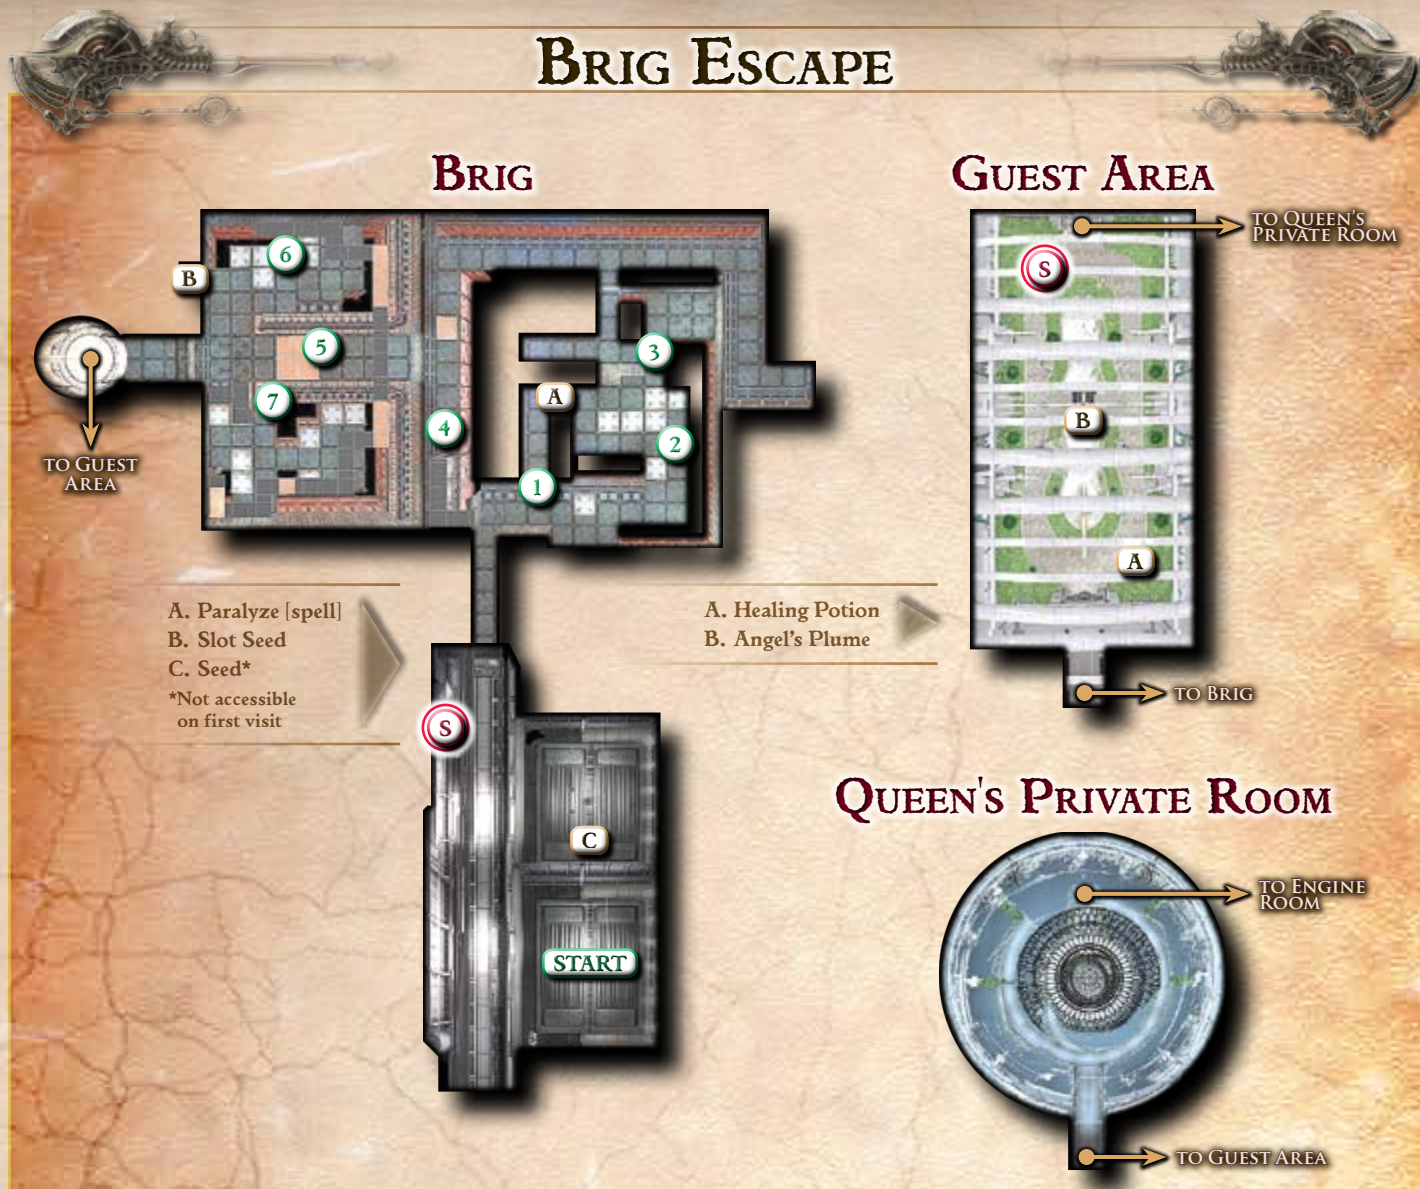 Brig Escape
Brig
Guest Area
to Queen's
Private Room
6
S
B
5
3
7
A
4
2
1
B
to Guest
Area
A
A. Paralyze [spell]
B. Slot Seed
C. Seed*
*Not accessible
on first visit
A. Healing Potion
B. Angel's Plume
to Brig
S
C
START
Queen's Private Room
to Engine
Room
to Guest Area